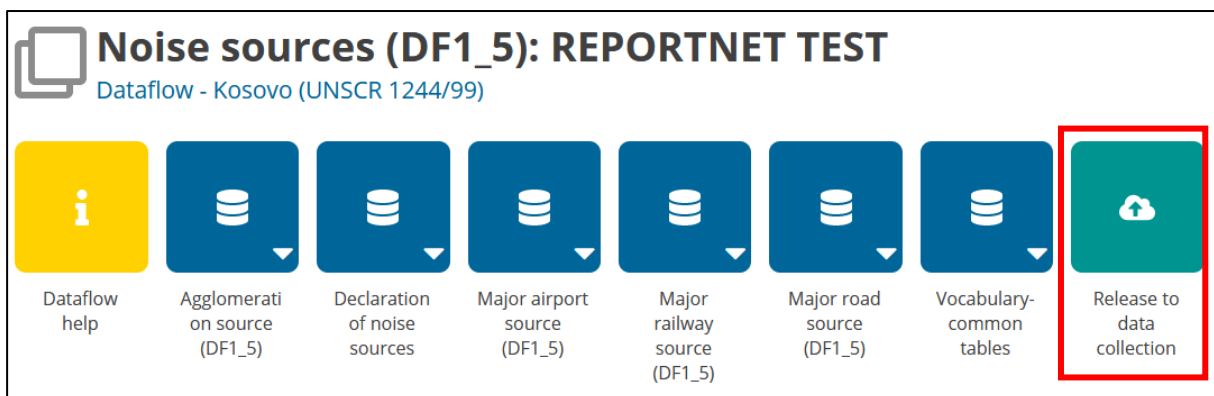 Noise sources (DF1_5): REPORTNET TEST
Dataflow - Kosovo (UNSCR 1244/99)
Dataflow
help
Agglomerati
on source
(DF1_5)
Declaration
of noise
sources
Major airport
source
(DF1_5)
Major
railway
source
(DF1_5)
Major road
source
(DF1_5)
Vocabulary-
common
tables
Release to
data
collection